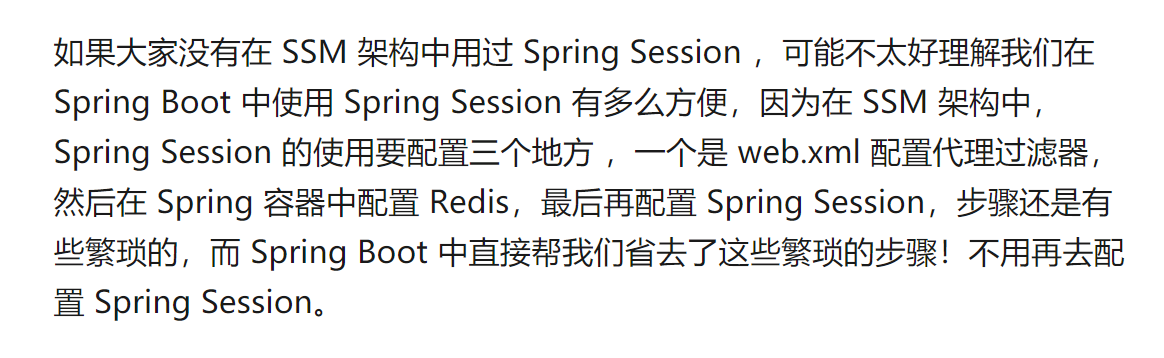 如果大家没有在 SSM 架构中用过 Spring Session ，可能不太好理解我们在
Spring Boot 中使用 Spring Session 有多么方便，因为在 SSM 架构中，
Spring Session 的使用要配置三个地方 ，一个是 web.xml 配置代理过滤器，
然后在 Spring 容器中配置 Redis，最后再配置 Spring Session，步骤还是有
些繁琐的，而 Spring Boot 中直接帮我们省去了这些繁琐的步骤！不用再去配
置 Spring Session。